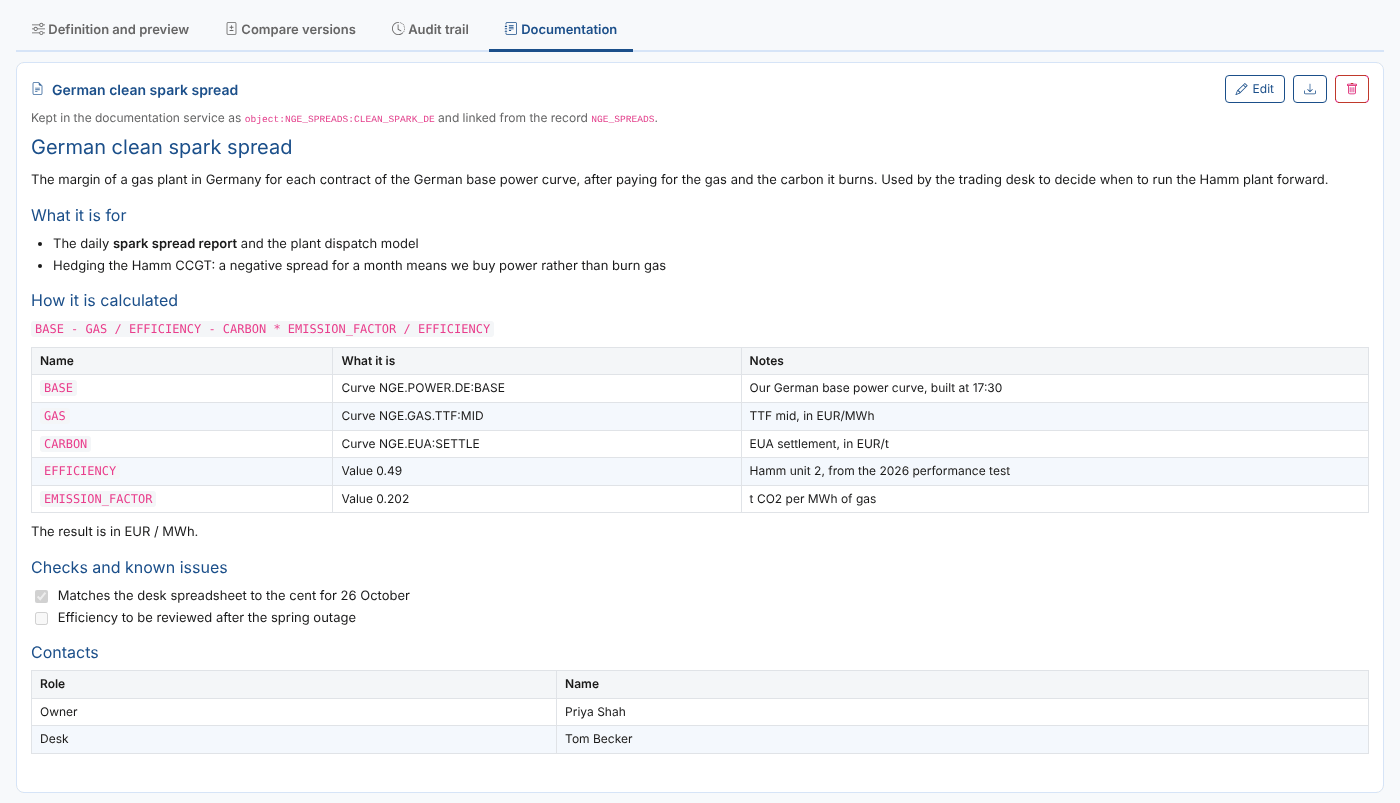 Definition and preview
Compare versions
Audit trail
Documentation
German clean spark spread
Edit
Kept in the documentation service as object:NGE_SPREADS:CLEAN_SPARK_DE and linked from the record NGE_SPREADS.
German clean spark spread
The margin of a gas plant in Germany for each contract of the German base power curve, after paying for the gas and the carbon it burns. Used by the trading desk to decide when to run the Hamm plant forward.
What it is for
• The daily spark spread report and the plant dispatch model
• Hedging the Hamm CCGT: a negative spread for a month means we buy power rather than burn gas
How it is calculated
BASE - GAS / EFFICIENCY - CARBON * EMISSION_FACTOR / EFFICIENCY
Name What it is Notes
BASE Curve NGE.POWER.DE:BASE Our German base power curve, built at 17:30
GAS Curve NGE.GAS.TTF:MID TTF mid, in EUR/MWh
CARBON Curve NGE.EUA:SETTLE EUA settlement, in EUR/t
EFFICIENCY Value 0.49 Hamm unit 2, from the 2026 performance test
EMISSION_FACTOR Value 0.202 t CO2 per MWh of gas
The result is in EUR / MWh.
Checks and known issues
Matches the desk spreadsheet to the cent for 26 October
Efficiency to be reviewed after the spring outage
Contacts
Role Name
Owner Priya Shah
Desk Tom Becker